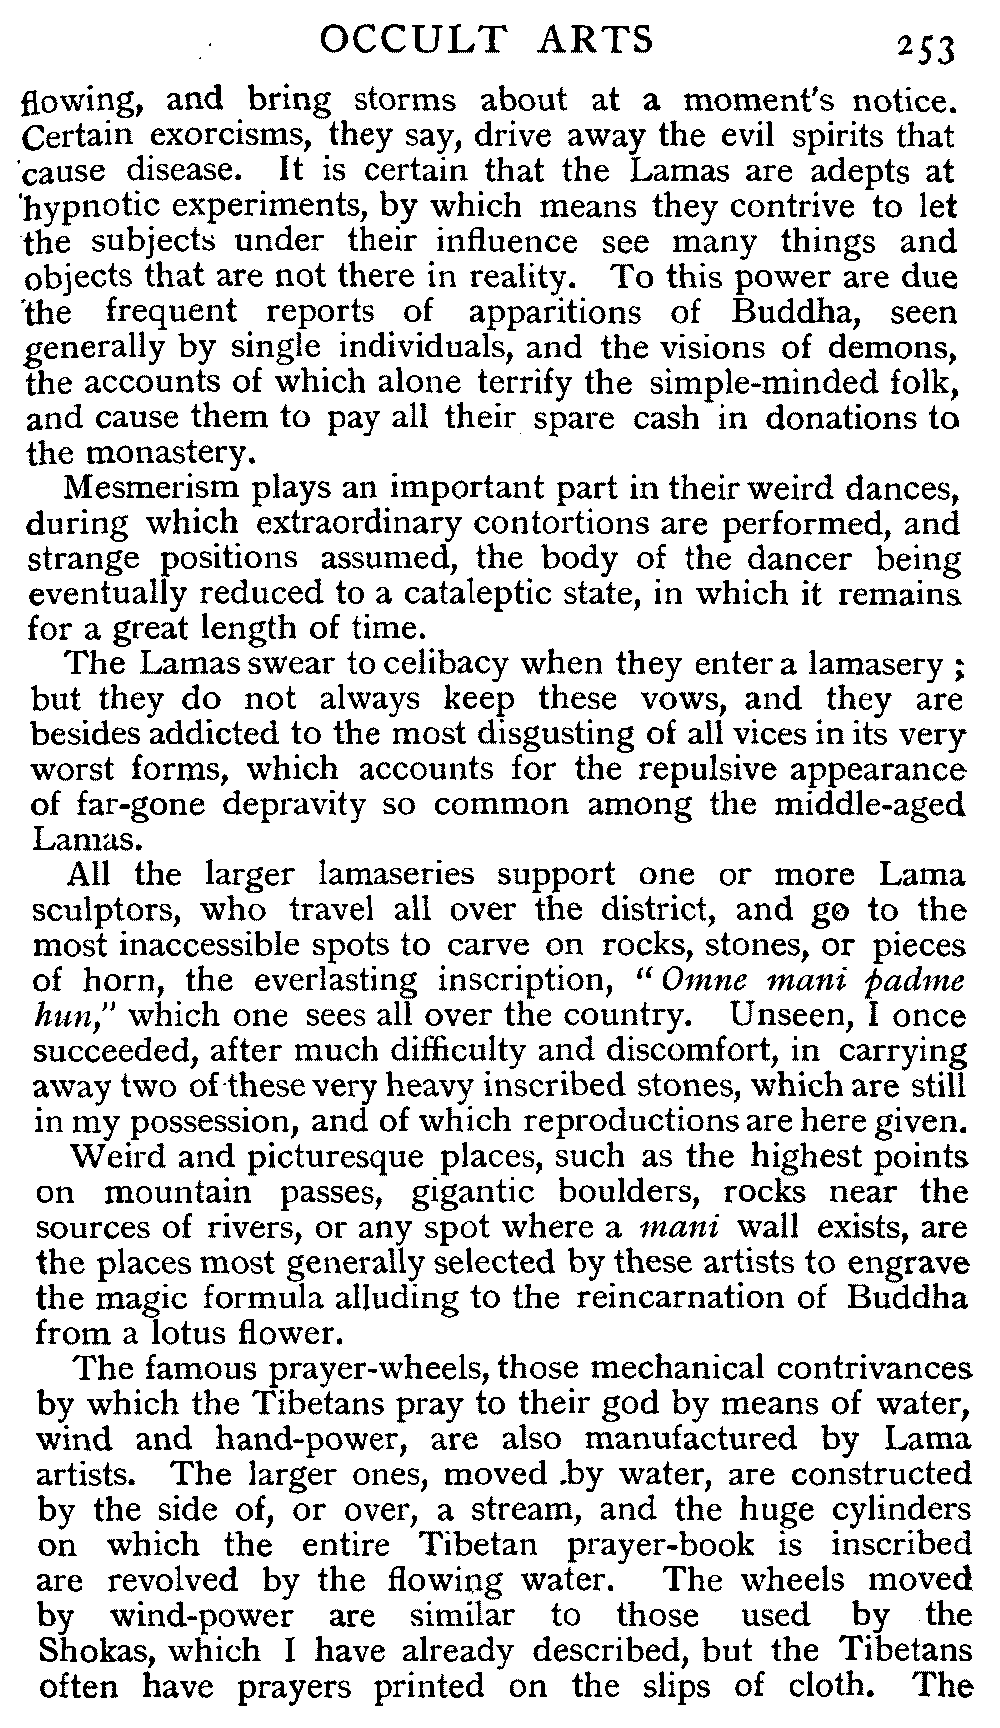 OCCULT ARTS 253
flowing, and bring storms about at a moment's notice.
Certain exorcisms, they say, drive away the evil spirits that
cause disease. It is certain that the Lamas are adepts at
hypnotic experiments, by which means they contrive to let
the subjects under their influence see many things and
objects that are not there in reality. To this power are due
the frequent reports of apparitions of Buddha, seen
generally by single individuals, and the visions of demons,
the accounts of which alone terrify the simple-minded folk,
and cause them to pay all their spare cash in donations to
the monastery.
Mesmerism plays an important part in their weird dances,
during which extraordinary contortions are performed, and
strange positions assumed, the body of the dancer being
eventually reduced to a cataleptic state, in which it remains
for a great length of time.
The Lamas swear to celibacy when they enter a lamasery ;
but they do not always keep these vows, and they are
besides addicted to the most disgusting of all vices in its very
worst forms, which accounts for the repulsive appearance
of far-gone depravity so common among the middle-aged
Lamas.
All the larger lamaseries support one or more Lama
sculptors, who travel all over the district, and go to the
most inaccessible spots to carve on rocks, stones, or pieces
of horn, the everlasting inscription, "Omne mani padme
hun," which one sees all over the country. Unseen, I once
succeeded, after much difficulty and discomfort, in carrying
away two of these very heavy inscribed stones, which are still
in my possession, and of which reproductions are here given.
Weird and picturesque places, such as the highest points
on mountain passes, gigantic boulders, rocks near the
sources of rivers, or any spot where a mani wall exists, are
the places most generally selected by these artists to engrave
the magic formula alluding to the reincarnation of Buddha
from a lotus flower.
The famous prayer-wheels, those mechanical contrivances
by which the Tibetans pray to their god by means of water,
wind and hand-power, are also manufactured by Lama
artists. The larger ones, moved by water, are constructed
by the side of, or over, a stream, and the huge cylinders
on which the entire Tibetan prayer-book is inscribed
are revolved by the flowing water. The wheels moved
by wind-power are similar to those used by the
Shokas, which I have already described, but the Tibetans
often have prayers printed on the slips of cloth. The